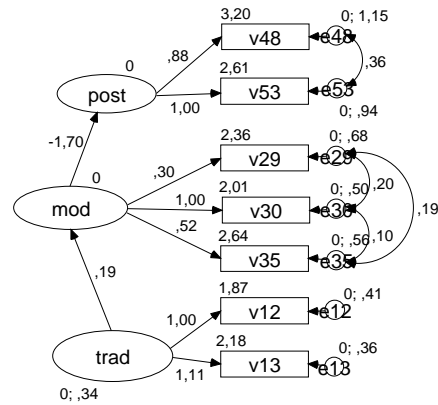 3,20
0; 1,15
v48
e48
,88
0
,36
2,61
post
v53
e53
1,00
0; ,94
-1,70
2,36
0; ,68
v29
e29
,30
0
2,01
0; ,50
,20
mod
1,00
v30
e30
,19
,52
2,64
0; ,56
,10
v35
e35
,19
1,87
0; ,41
v12
e12
1,00
2,18
0; ,36
trad
v13
e13
1,11
0; ,34